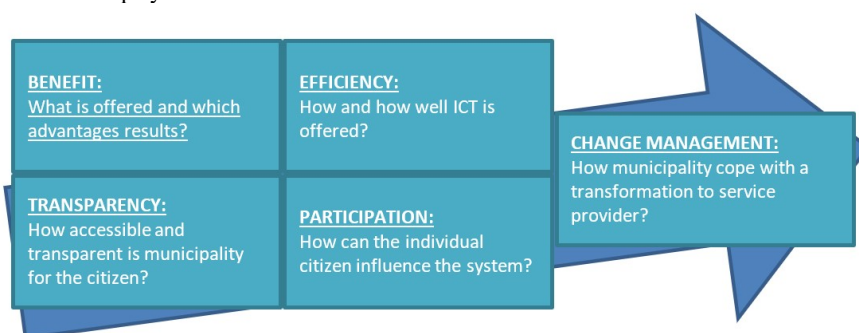 BENEFIT:
What is offered and which
advantages results?
EFFICIENCY:
How and how well ICT is
offered?
TRANSPARENCY:
How accessible and
transparent is municipality
for the citizen?
PARTICIPATION:
How can the individual
citizen influence the system?
CHANGE MANAGEMENT:
How municipality cope with a
transformation to service
provider?